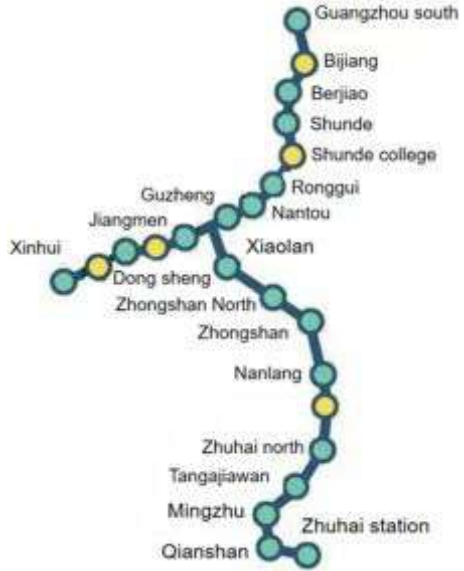 Guangzhou south
Bijiang
Berjiao
Shunde
Shunde college
Ronggui
Guzheng
Nantou
Jiangmen
Xinhui
Xiaolan
Dong sheng
Zhongshan North
Zhongshan
Nanlang
Zhuhai north
Tangajiawan
Mingzhu
Zhuhai station
Qianshan